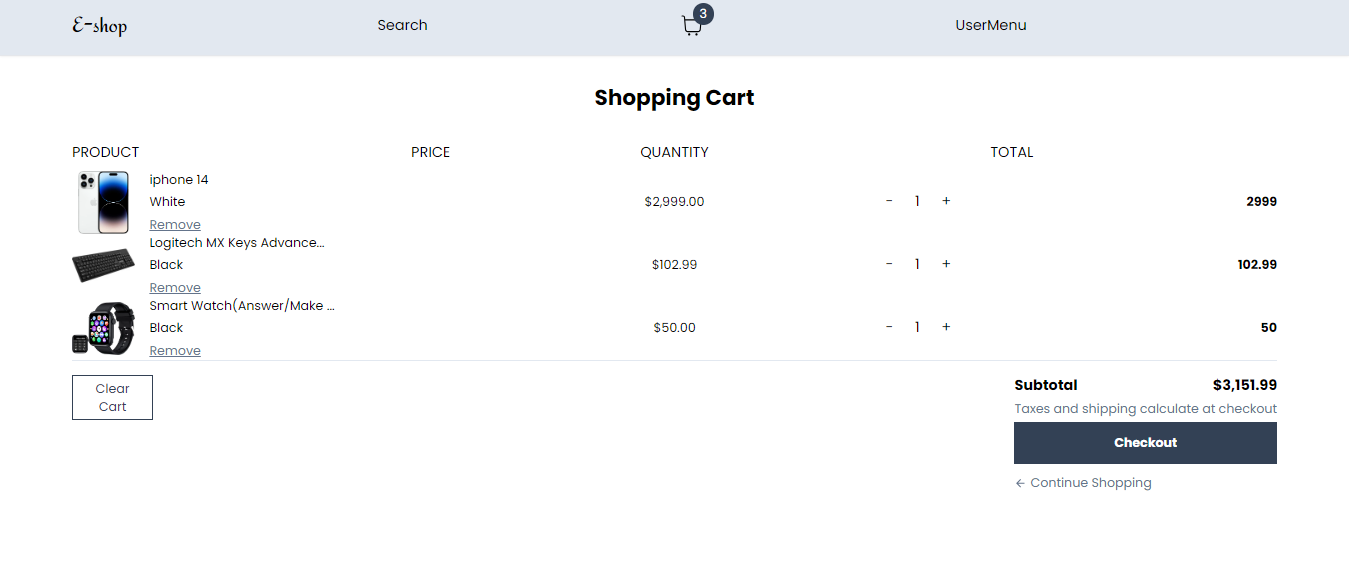 E-shop Search 3 UserMenu
Shopping Cart
PRODUCT PRICE QUANTITY TOTAL
iphone 14
White $2,999.00 - 1 + 2999
Remove
Logitech MX Keys Advance...
Black $102.99 - 1 + 102.99
Remove
Smart Watch(Answer/Make ...
Black $50.00 - 1 + 50
Remove
Clear
Cart
Subtotal $3,151.99
Taxes and shipping calculate at checkout
Checkout
← Continue Shopping